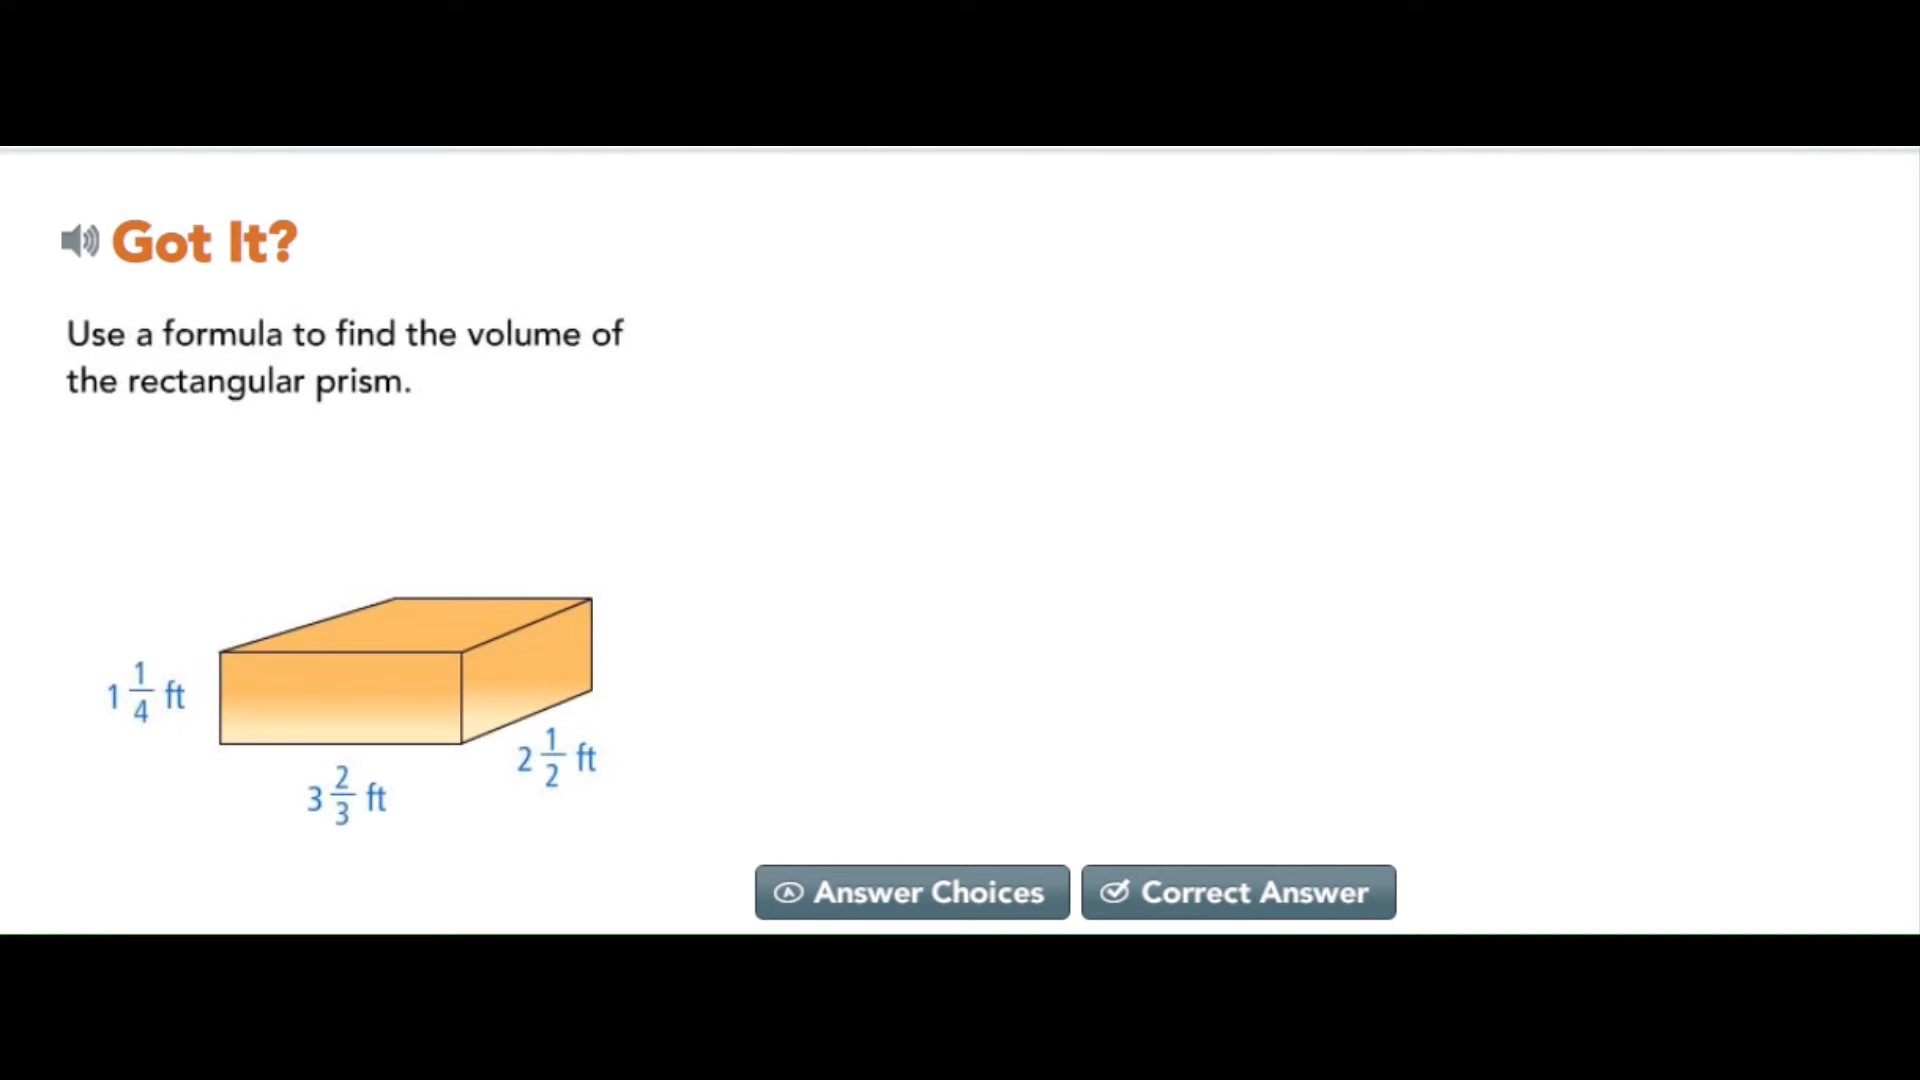 Got It?
Use a formula to find the volume of
the rectangular prism.
1 1/4 ft
2 1/2 ft
3 2/3 ft
Answer Choices
Correct Answer